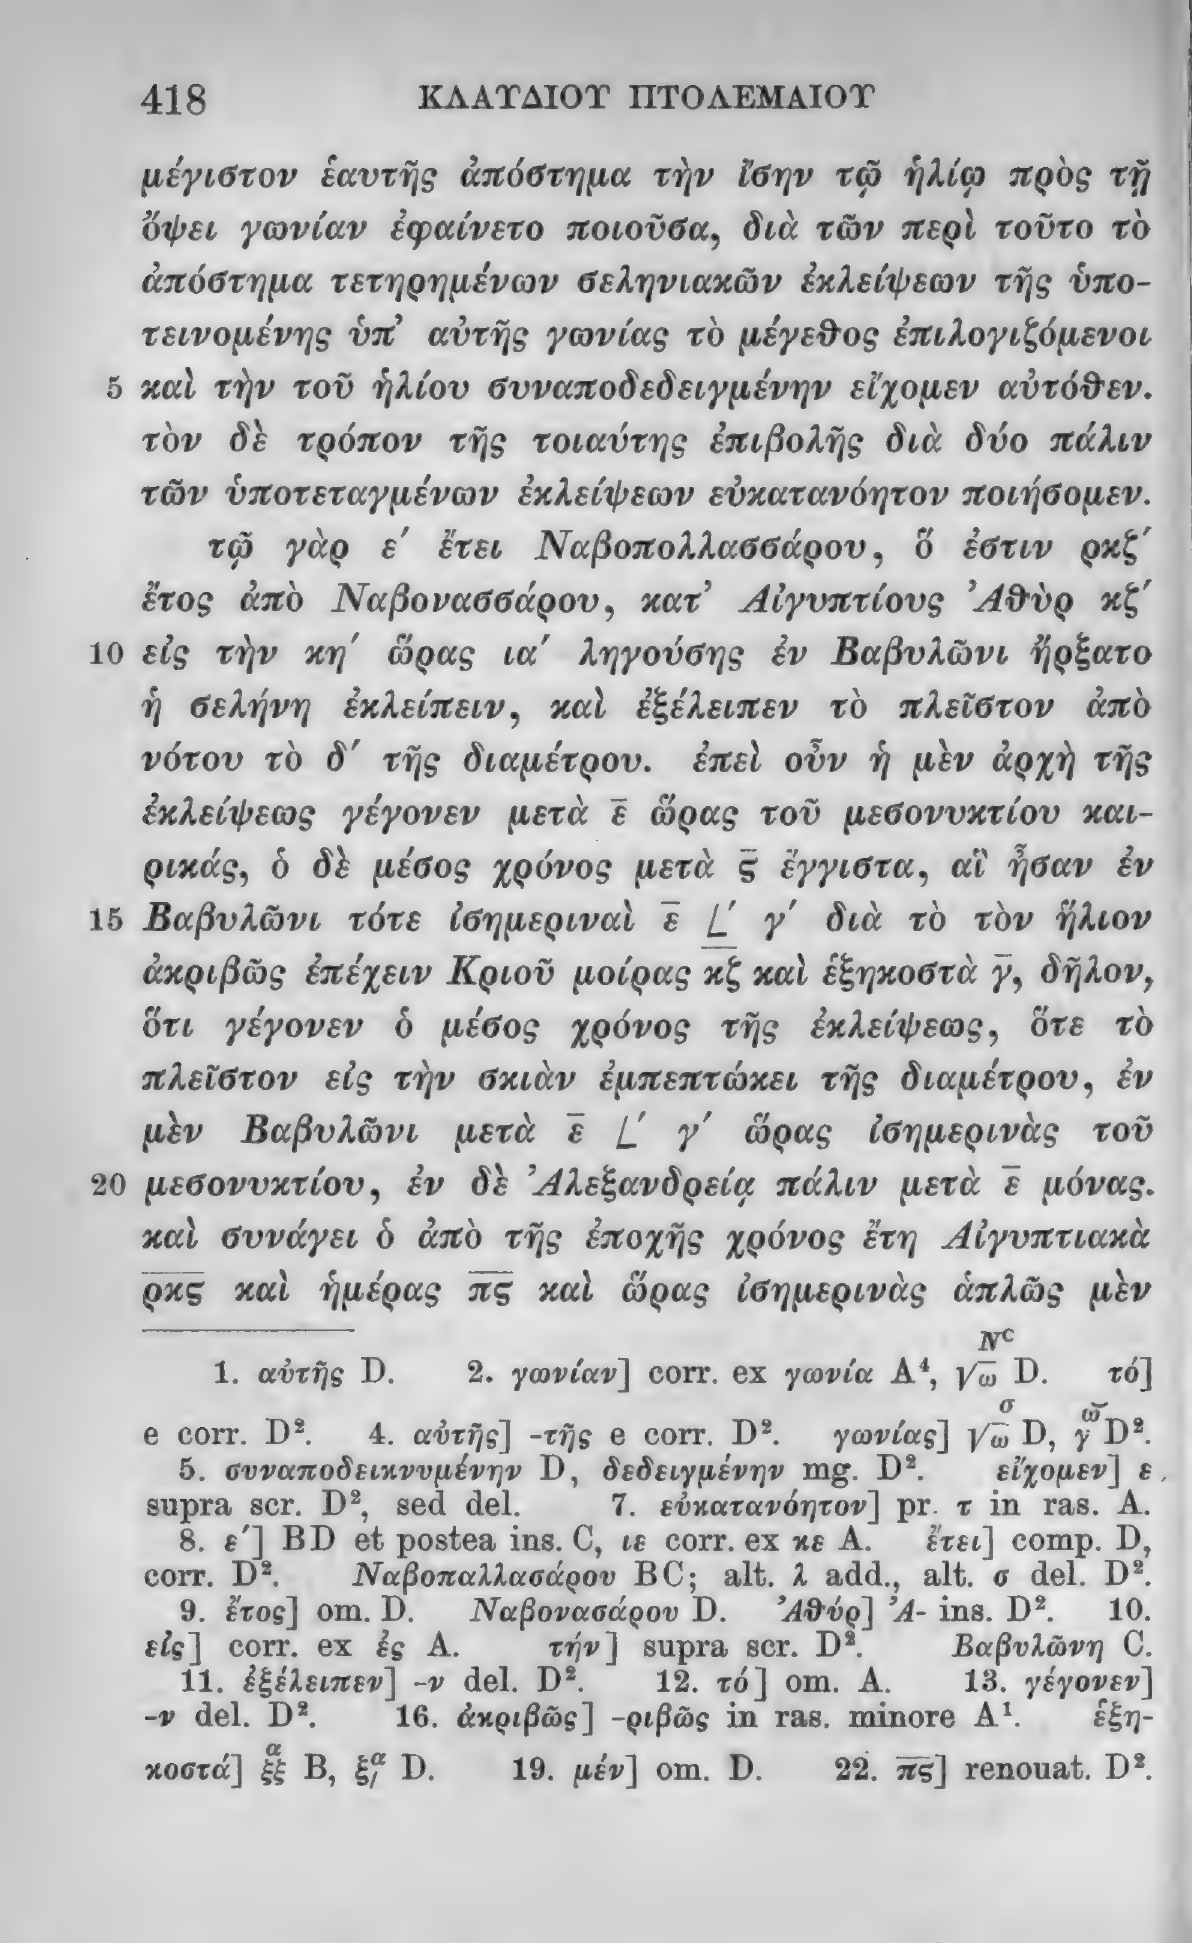 418 ΚΛΑΥΔΙΟΥ ΠΤΟΛΕΜΑΙΟΥ
μέγιστον ἑαυτῆς ἀπόστημα τὴν ἴσην τῷ ἡλίῳ πρὸς τῇ
ὄψει γωνίαν ἐφαίνετο ποιοῦσα, διὰ τῶν περὶ τοῦτο τὸ
ἀπόστημα τετηρημένων σεληνιακῶν ἐκλείψεων τῆς ὑπο-
τεινομένης ὑπ’ αὐτῆς γωνίας τὸ μέγεθος ἐπιλογιζόμενοι
5 καὶ τὴν τοῦ ἡλίου συναποδεδειγμένην εἴχομεν αὐτόθεν.
τὸν δὲ τρόπον τῆς τοιαύτης ἐπιβολῆς διὰ δύο πάλιν
τῶν ὑποτεταγμένων ἐκλείψεων εὐκατανόητον ποιήσομεν.
τῷ γὰρ ε′ ἔτει Ναβοπολλασσάρου, ὅ ἐστιν ρκζ′
ἔτος ἀπὸ Ναβονασσάρου, κατ’ Αἰγυπτίους Ἀθὺρ κζ′
10 εἰς τὴν κη′ ὥρας ια′ ληγούσης ἐν Βαβυλῶνι ἤρξατο
ἡ σελήνη ἐκλείπειν, καὶ ἐξέλειπεν τὸ πλεῖστον ἀπὸ
νότου τὸ δ′ τῆς διαμέτρου. ἐπεὶ οὖν ἡ μὲν ἀρχὴ τῆς
ἐκλείψεως γέγονεν μετὰ ε̄ ὥρας τοῦ μεσονυκτίου και-
ρικάς, ὁ δὲ μέσος χρόνος μετὰ ϛ̄ ἔγγιστα, αἳ ἦσαν ἐν
15 Βαβυλῶνι τότε ἰσημεριναὶ ε̄ 𐅵′ γ′ διὰ τὸ τὸν ἥλιον
ἀκριβῶς ἐπέχειν Κριοῦ μοίρας κ̄ζ̄ καὶ ἑξηκοστὰ γ̄, δῆλον,
ὅτι γέγονεν ὁ μέσος χρόνος τῆς ἐκλείψεως, ὅτε τὸ
πλεῖστον εἰς τὴν σκιὰν ἐμπεπτώκει τῆς διαμέτρου, ἐν
μὲν Βαβυλῶνι μετὰ ε̄ 𐅵′ γ′ ὥρας ἰσημερινὰς τοῦ
20 μεσονυκτίου, ἐν δὲ Ἀλεξανδρείᾳ πάλιν μετὰ ε̄ μόνας.
καὶ συνάγει ὁ ἀπὸ τῆς ἐποχῆς χρόνος ἔτη Αἰγυπτιακὰ
ρ̄κ̄ϛ̄ καὶ ἡμέρας π̄ϛ̄ καὶ ὥρας ἰσημερινὰς ἁπλῶς μὲν
1. αὐτῆς D. 2. γωνίαν] corr. ex γωνία A⁴, D. τό]
e corr. D². 4. αὐτῆς] -τῆς e corr. D². γωνίας] D, D².
5. συναποδεικνυμένην D, δεδειγμένην mg. D². εἴχομεν] ε
supra scr. D², sed del. 7. εὐκατανόητον] pr. τ in ras. A.
8. ε′] BD et postea ins. C, ιε corr. ex κε A. ἔτει] comp. D,
corr. D². Ναβοπαλλασάρου BC; alt. λ add., alt. σ del. D².
9. ἔτος] om. D. Ναβονασάρου D. Ἀθύρ] Ἀ- ins. D². 10.
εἰς] corr. ex ἐς A. τήν] supra scr. D². Βαβυλῶνη C.
11. ἐξέλειπεν] -ν del. D². 12. τό] om. A. 13. γέγονεν]
-ν del. D². 16. ἀκριβῶς] -ριβῶς in ras. minore A¹. ἑξη-
κοστά] B, D. 19. μέν] om. D. 22. π̄ϛ̄] renouat. D².